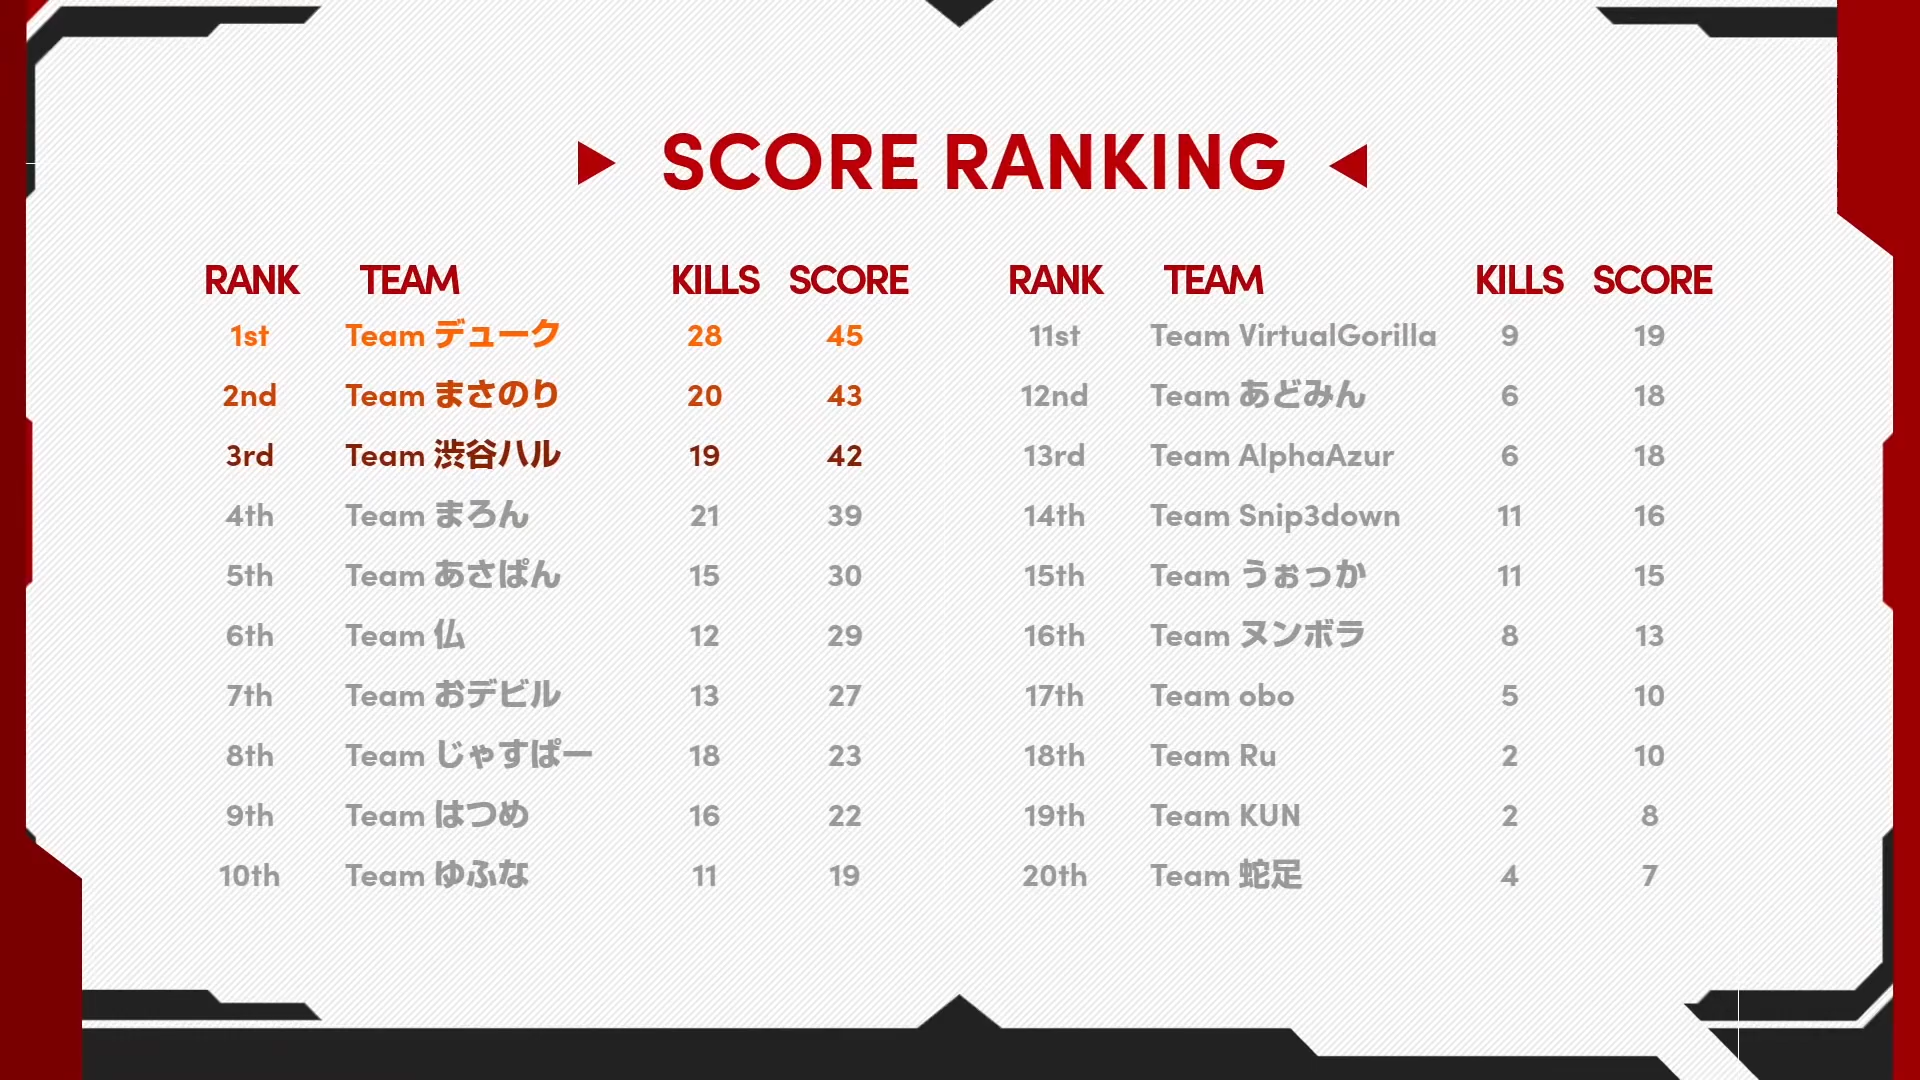 SCORE RANKING
RANK TEAM KILLS SCORE
1st Team デューク 28 45
2nd Team まさのり 20 43
3rd Team 渋谷ハル 19 42
4th Team まろん 21 39
5th Team あさぱん 15 30
6th Team 仏 12 29
7th Team おデビル 13 27
8th Team じゃすぱー 18 23
9th Team はつめ 16 22
10th Team ゆふな 11 19
RANK TEAM KILLS SCORE
11st Team VirtualGorilla 9 19
12nd Team あどみん 6 18
13rd Team AlphaAzur 6 18
14th Team Snip3down 11 16
15th Team うぉっか 11 15
16th Team ヌンボラ 8 13
17th Team obo 5 10
18th Team Ru 2 10
19th Team KUN 2 8
20th Team 蛇足 4 7